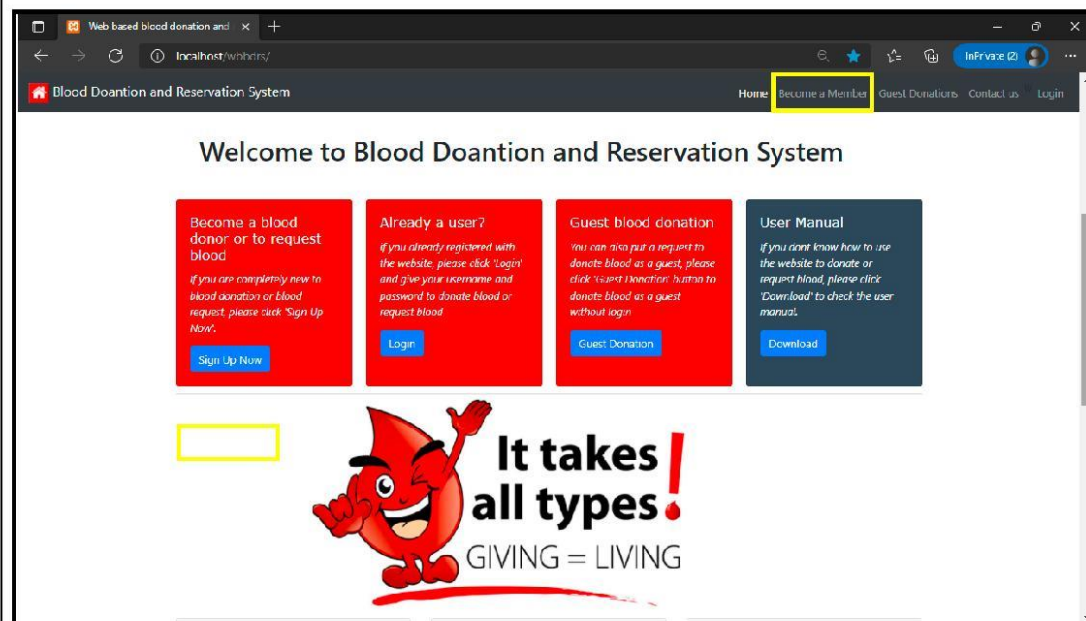 Web based blood donation and
localhost/wbbdrs/
InPrivate (2)
Blood Doantion and Reservation System
Home Become a Member Guest Donations Contact us Login
Welcome to Blood Doantion and Reservation System
Become a blood
donor or to request
blood
If you are completely new to
blood donation or blood
request, please click 'Sign Up
Now'.
Sign Up Now
Already a user?
If you already registered with
the website, please click 'Login'
and give your username and
password to donate blood or
request blood
Login
Guest blood donation
You can also put a request to
donate blood as a guest, please
click 'Guest Donation' button to
donate blood as a guest
without login
Guest Donation
User Manual
If you dont know how to use
the website to donate or
request blood, please click
'Download' to check the user
manual.
Download
It takes
all types!
GIVING = LIVING